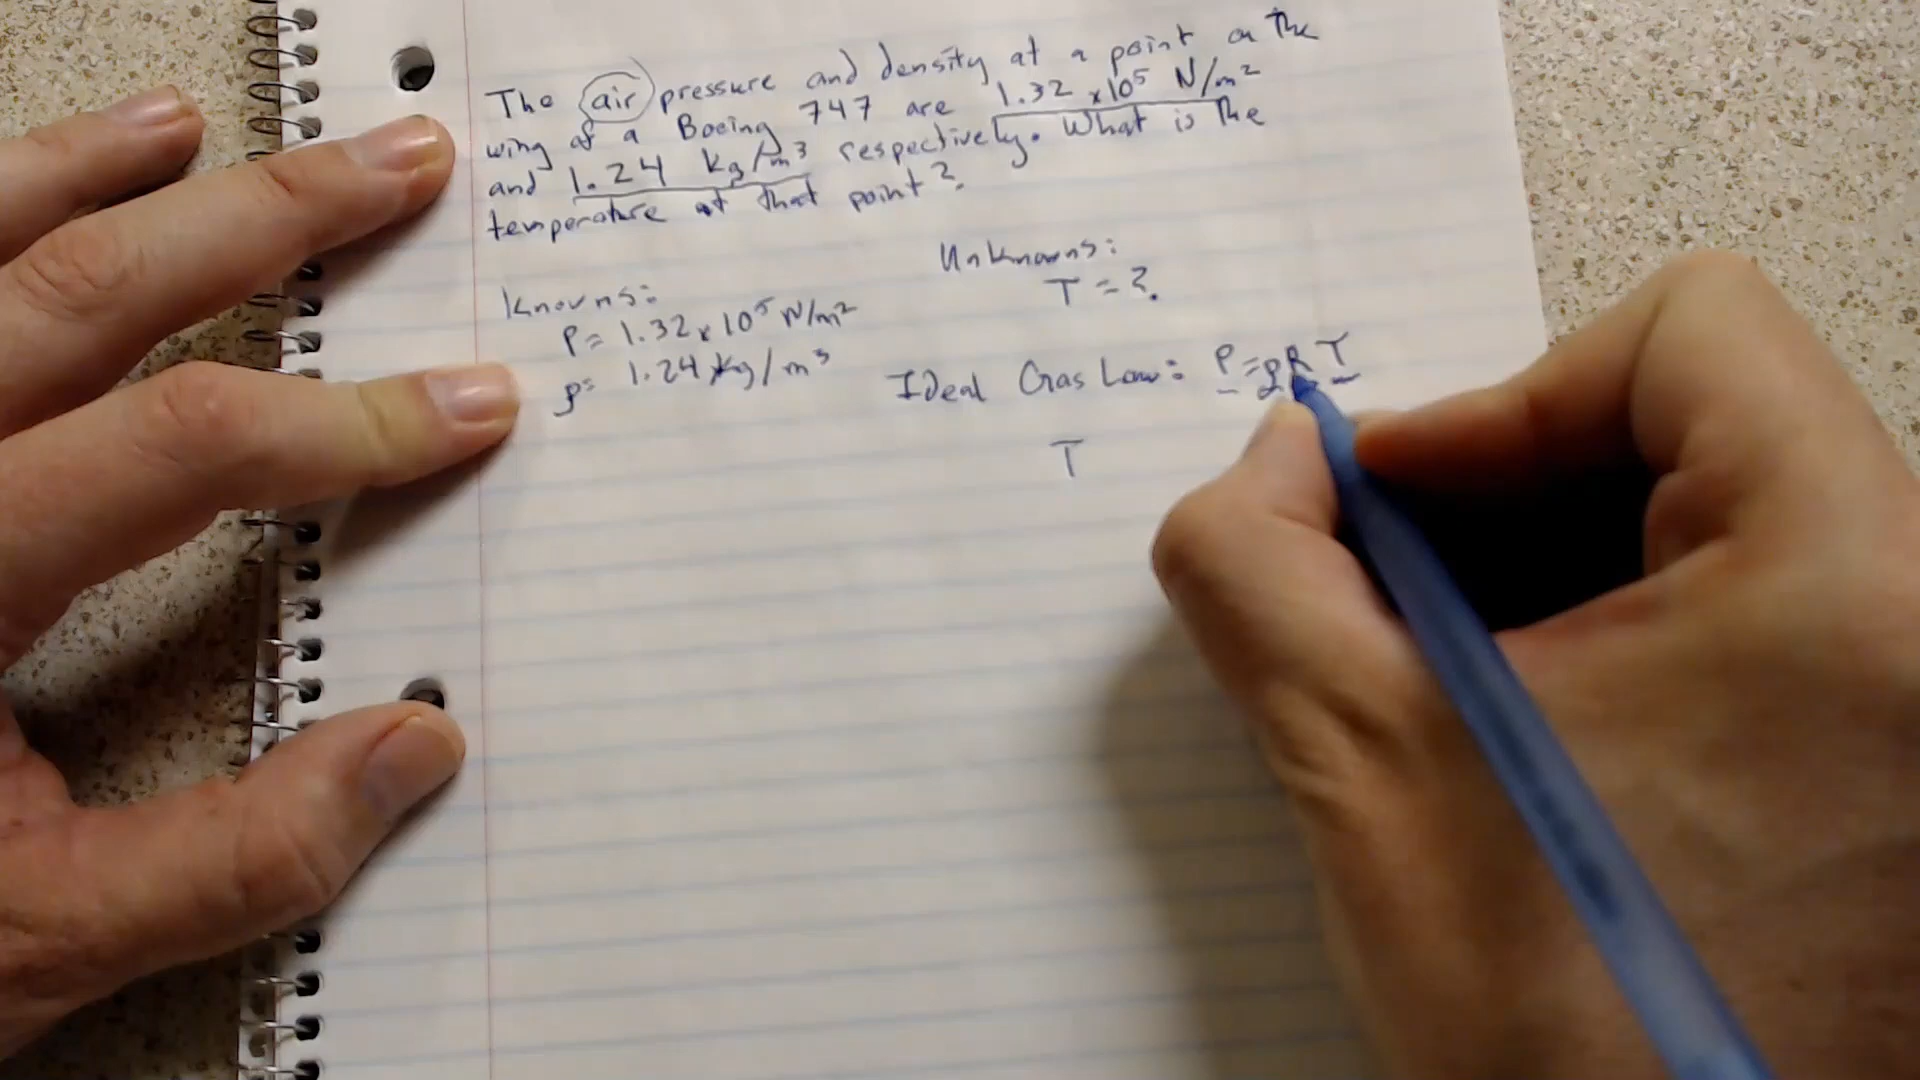 The air pressure and density at a point on the
wing of a Boeing 747 are 1.32 x10⁵ N/m²
and 1.24 kg/m³ respectively. What is the
temperature at that point?
Knowns:
P = 1.32 x 10⁵ N/m²
ρ = 1.24 kg/m³
Unknowns:
T = ?
Ideal Gas Law: P=ρRT
T